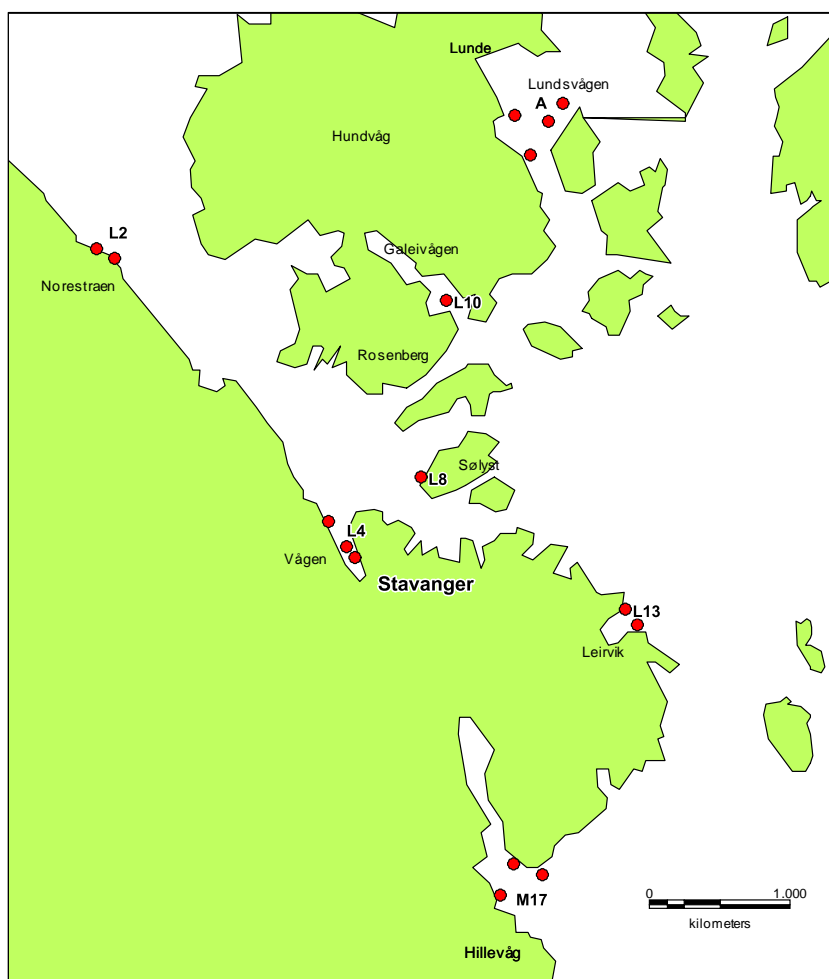 Lunde
Lundsvågen
A
Hundvåg
L2
Galeivågen
Norestraen
L10
Rosenberg
Sølyst
L8
L4
Vågen
Stavanger
L13
Leirvik
0 1.000
M17
kilometers
Hillevåg